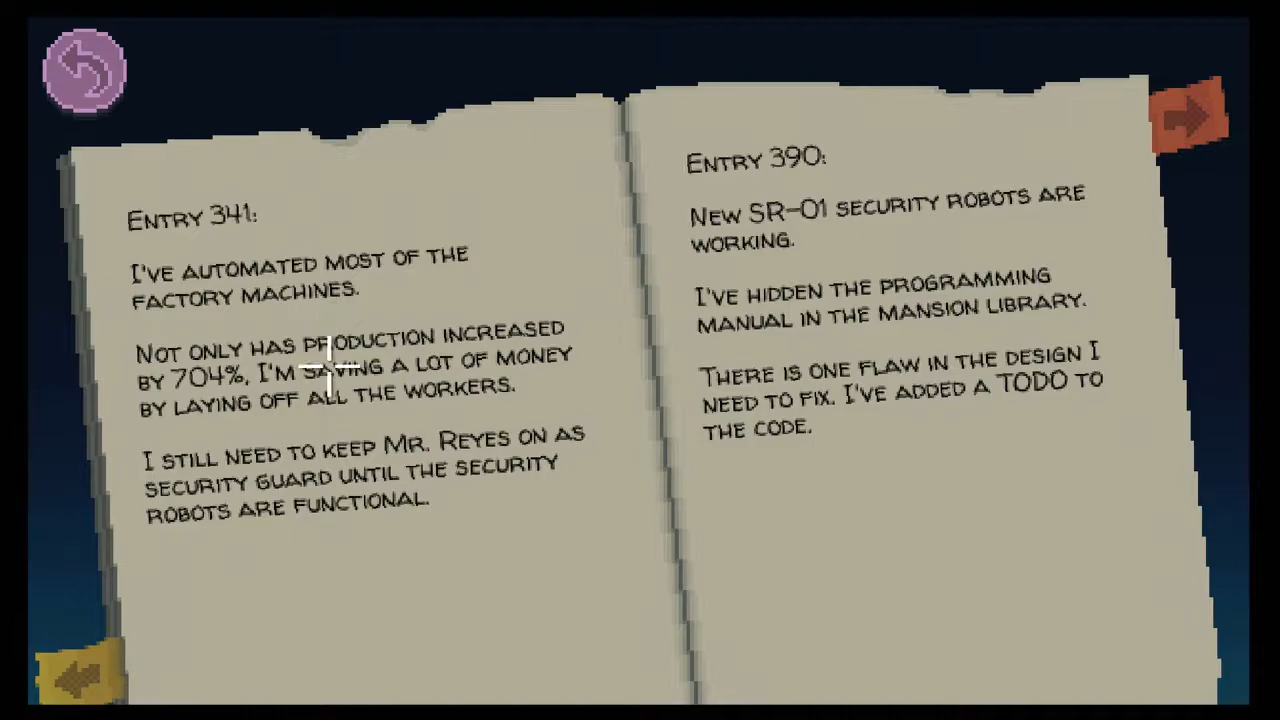 Entry 341:
I've automated most of the
factory machines.
Not only has production increased
by 704%, I'm saving a lot of money
by laying off all the workers.
I still need to keep Mr. Reyes on as
security guard until the security
robots are functional.
Entry 390:
New SR-01 security robots are
working.
I've hidden the programming
manual in the mansion library.
There is one flaw in the design I
need to fix. I've added a TODO to
the code.